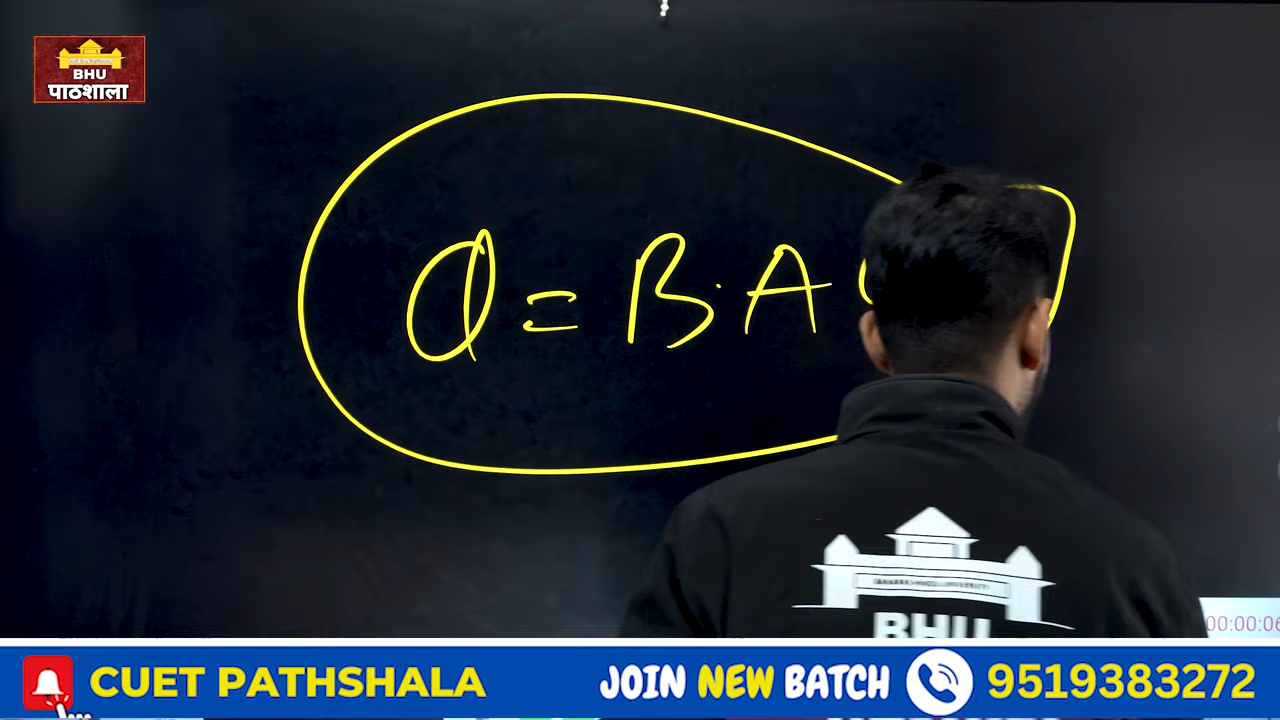 BHU
पाठशाला
φ = B.A
BHU
00:00:06
CUET PATHSHALA
JOIN NEW BATCH
9519383272